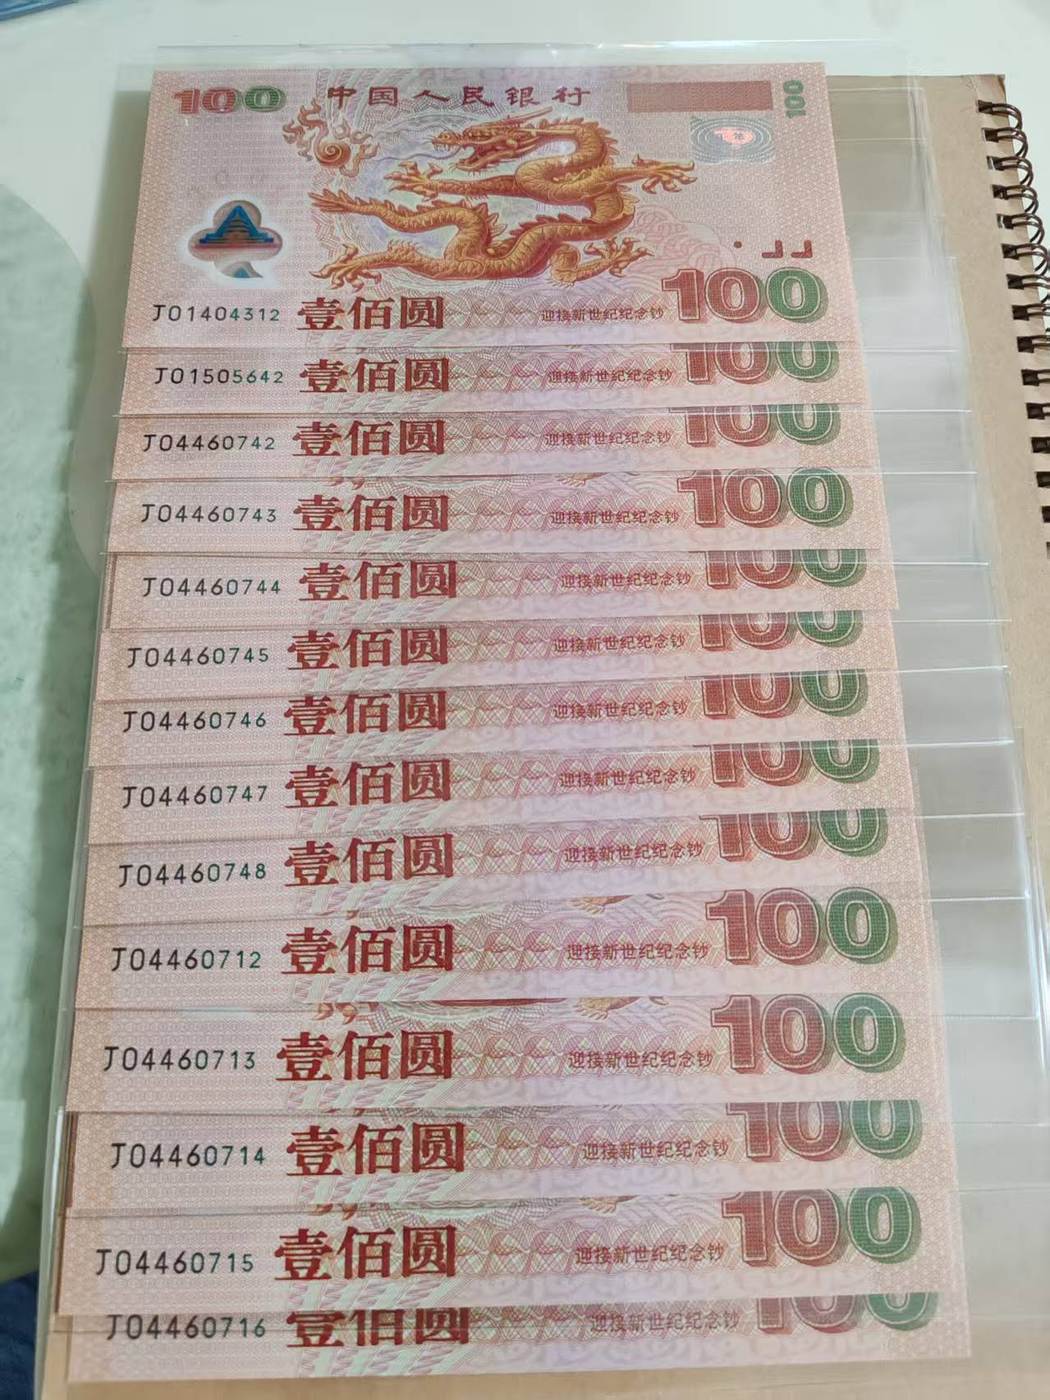 100 中国人民银行 100
J01404312 壹佰圆 迎接新世纪纪念钞 100
J01505642 壹佰圆 迎接新世纪纪念钞 100
J04460742 壹佰圆 迎接新世纪纪念钞 100
J04460743 壹佰圆 迎接新世纪纪念钞 100
J04460744 壹佰圆 迎接新世纪纪念钞 100
J04460745 壹佰圆 迎接新世纪纪念钞 100
J04460746 壹佰圆 迎接新世纪纪念钞 100
J04460747 壹佰圆 迎接新世纪纪念钞 100
J04460748 壹佰圆 迎接新世纪纪念钞 100
J04460712 壹佰圆 迎接新世纪纪念钞 100
J04460713 壹佰圆 迎接新世纪纪念钞 100
J04460714 壹佰圆 迎接新世纪纪念钞 100
J04460715 壹佰圆 迎接新世纪纪念钞 100
J04460716 壹佰圆 迎接新世纪纪念钞 100